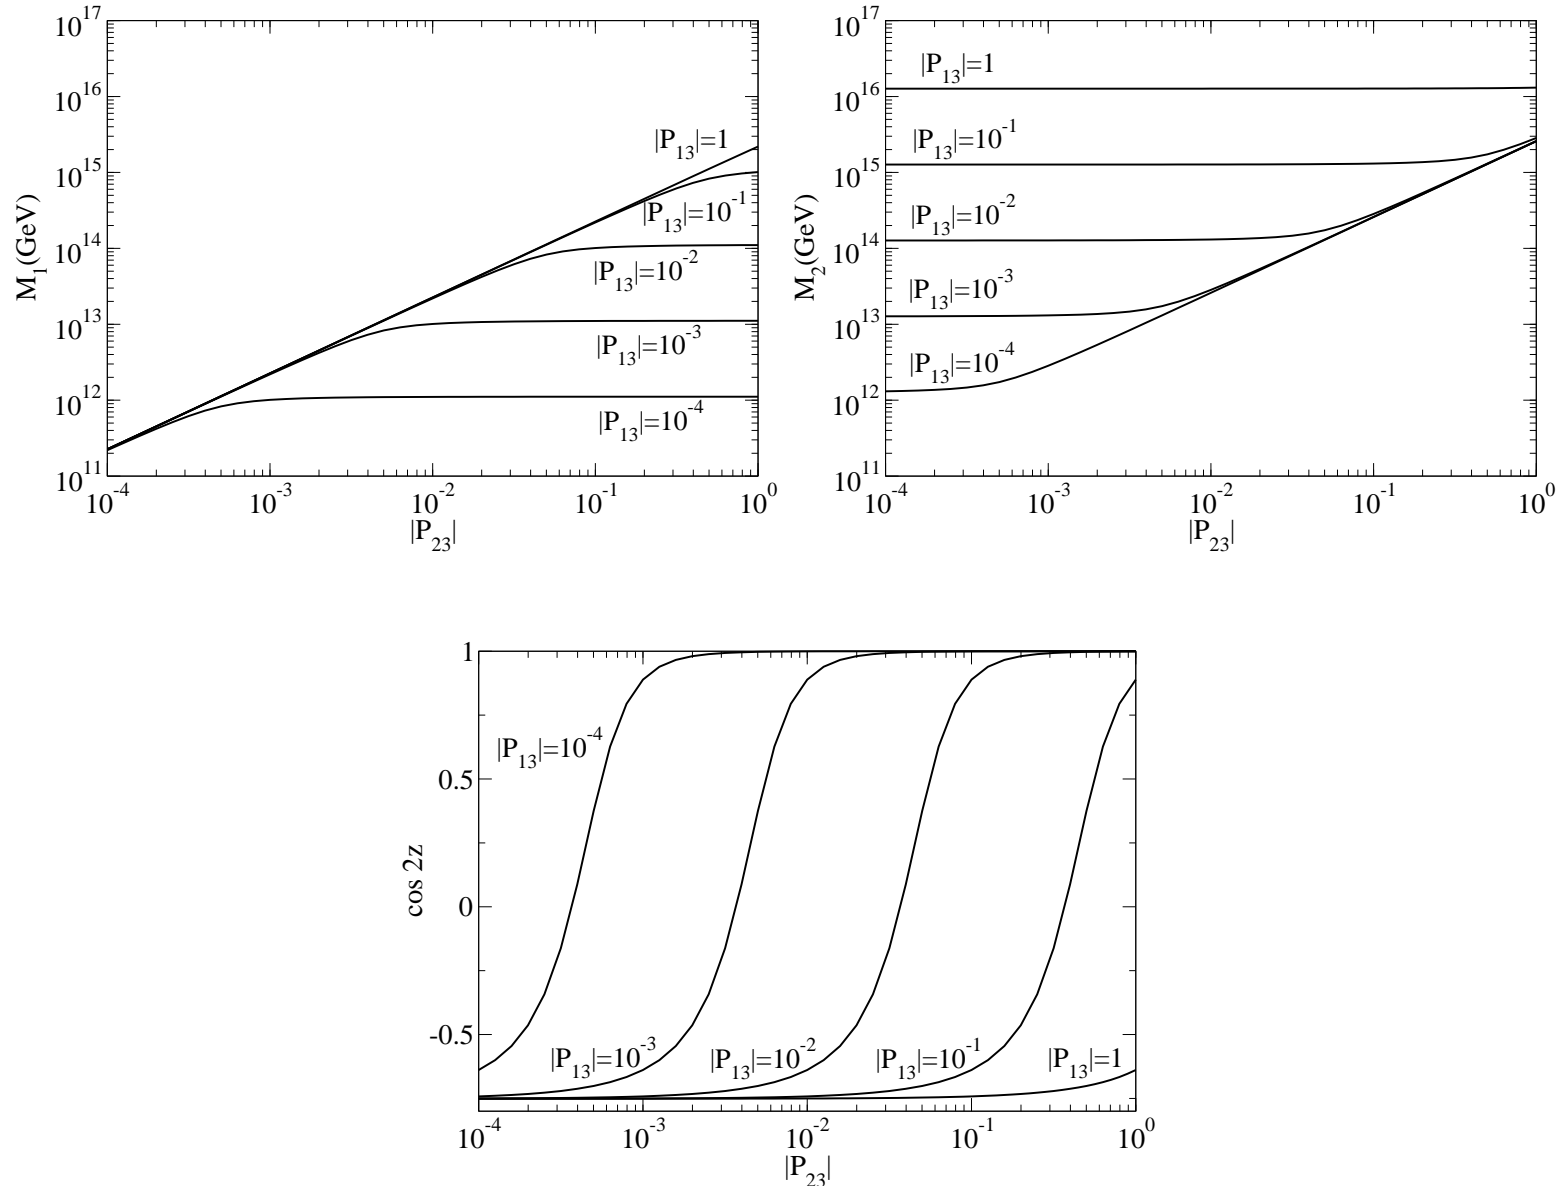 10^17
10^16
10^15
10^14
10^13
10^12
10^11
M_1(GeV)
|P_13|=1
|P_13|=10^-1
|P_13|=10^-2
|P_13|=10^-3
|P_13|=10^-4
10^-4 10^-3 10^-2 10^-1 10^0
|P_23|
10^17
10^16
10^15
10^14
10^13
10^12
10^11
M_2(GeV)
|P_13|=1
|P_13|=10^-1
|P_13|=10^-2
|P_13|=10^-3
|P_13|=10^-4
10^-4 10^-3 10^-2 10^-1 10^0
|P_23|
1
0.5
0
-0.5
cos 2z
|P_13|=10^-4
|P_13|=10^-3 |P_13|=10^-2 |P_13|=10^-1 |P_13|=1
10^-4 10^-3 10^-2 10^-1 10^0
|P_23|